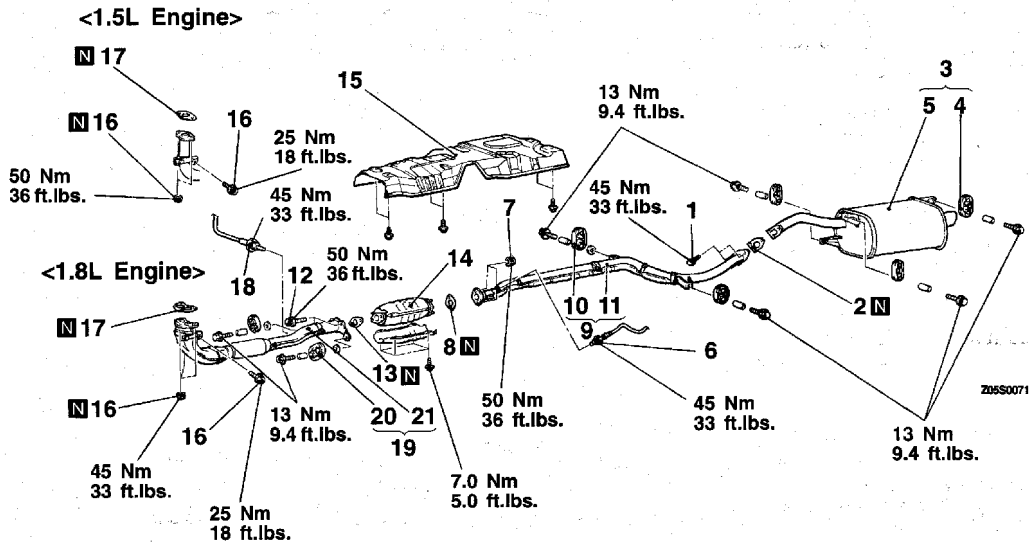 <1.5L Engine>
N 17
N 16
16
25 Nm
18 ft.lbs.
50 Nm
36 ft.lbs.
45 Nm
33 ft.lbs.
18
15
13 Nm
9.4 ft.lbs.
3
5 4
7
45 Nm
33 ft.lbs.
1
<1.8L Engine>
12
50 Nm
36 ft.lbs.
14
N 17
10 11
9
2 N
8 N
13 N
6
N 16
16
13 Nm
9.4 ft.lbs.
20 21
19
50 Nm
36 ft.lbs.
45 Nm
33 ft.lbs.
Z05S0071
13 Nm
9.4 ft.lbs.
45 Nm
33 ft.lbs.
25 Nm
18 ft.lbs.
7.0 Nm
5.0 ft.lbs.